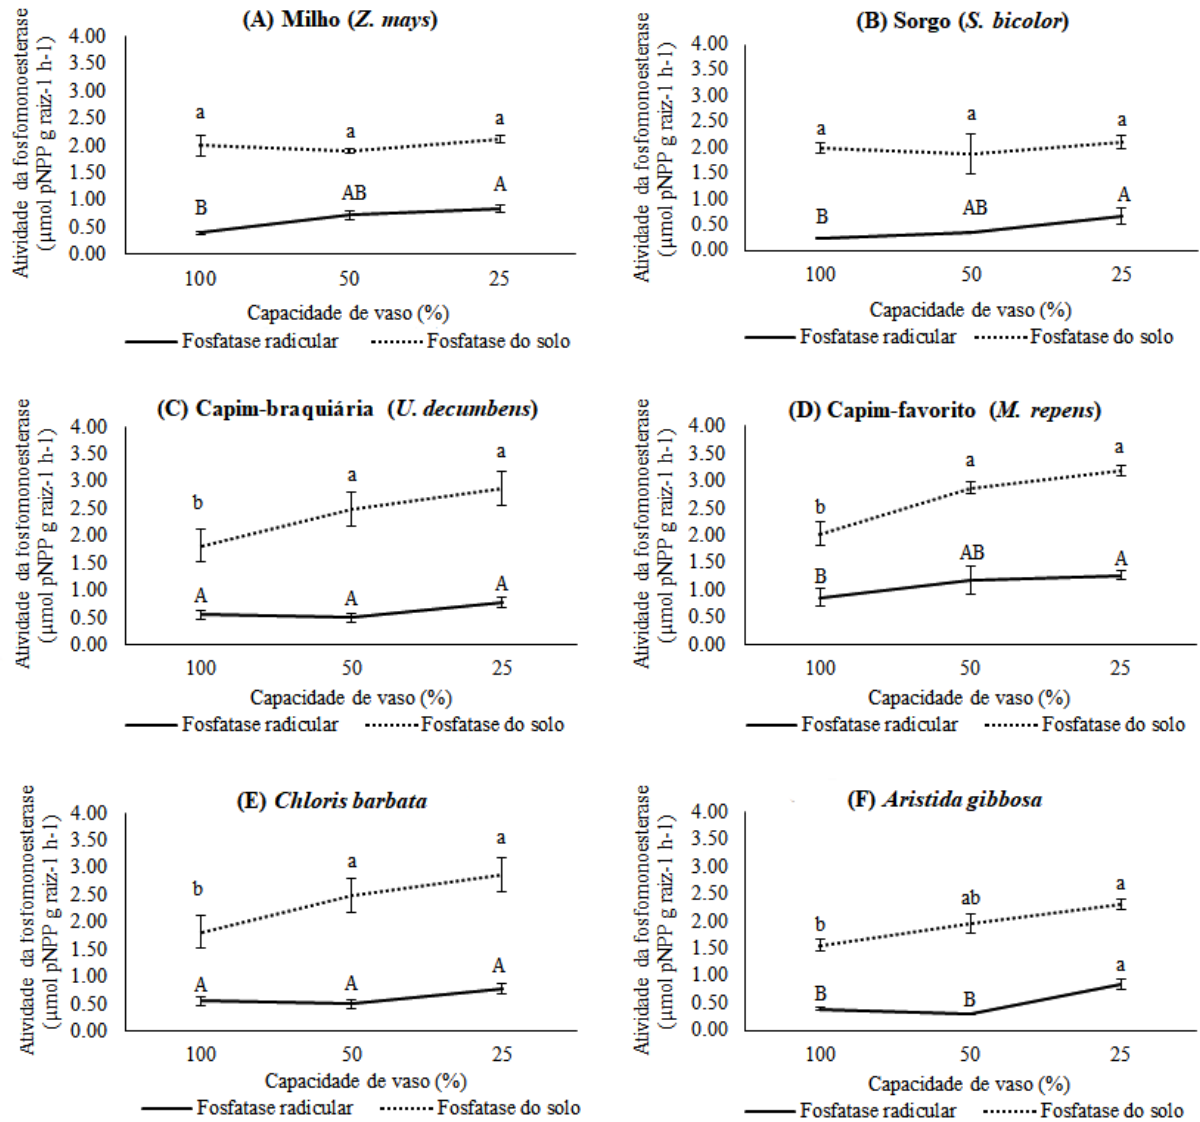 (A) Milho (Z. mays)
Atividade da fosfomonoesterase
(µmol pNPP g raiz-1 h-1)
4.00
3.50
3.00
2.50
2.00
1.50
1.00
0.50
0.00
a
a
a
B
AB
A
100
50
25
Capacidade de vaso (%)
Fosfatase radicular
Fosfatase do solo
(B) Sorgo (S. bicolor)
Atividade da fosfomonoesterase
(µmol pNPP g raiz-1 h-1)
4.00
3.50
3.00
2.50
2.00
1.50
1.00
0.50
0.00
a
a
a
B
AB
A
100
50
25
Capacidade de vaso (%)
Fosfatase radicular
Fosfatase do solo
(C) Capim-braquiária (U. decumbens)
Atividade da fosfomonoesterase
(µmol pNPP g raiz-1 h-1)
4.00
3.50
3.00
2.50
2.00
1.50
1.00
0.50
0.00
b
a
a
A
A
A
100
50
25
Capacidade de vaso (%)
Fosfatase radicular
Fosfatase do solo
(D) Capim-favorito (M. repens)
Atividade da fosfomonoesterase
(µmol pNPP g raiz-1 h-1)
4.00
3.50
3.00
2.50
2.00
1.50
1.00
0.50
0.00
b
a
a
B
AB
A
100
50
25
Capacidade de vaso (%)
Fosfatase radicular
Fosfatase do solo
(E) Chloris barbata
Atividade da fosfomonoesterase
(µmol pNPP g raiz-1 h-1)
4.00
3.50
3.00
2.50
2.00
1.50
1.00
0.50
0.00
b
a
a
A
A
A
100
50
25
Capacidade de vaso (%)
Fosfatase radicular
Fosfatase do solo
(F) Aristida gibbosa
Atividade da fosfomonoesterase
(µmol pNPP g raiz-1 h-1)
4.00
3.50
3.00
2.50
2.00
1.50
1.00
0.50
0.00
b
ab
a
B
B
a
100
50
25
Capacidade de vaso (%)
Fosfatase radicular
Fosfatase do solo